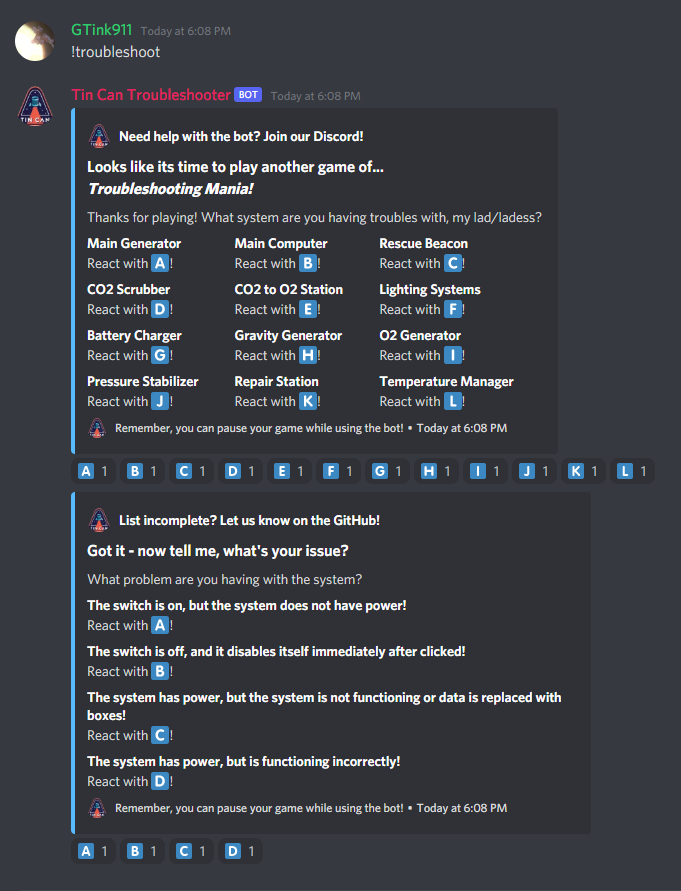 GTink911 Today at 6:08 PM
!troubleshoot
TIN CAN
Tin Can Troubleshooter BOT Today at 6:08 PM
Need help with the bot? Join our Discord!
Looks like its time to play another game of...
Troubleshooting Mania!
Thanks for playing! What system are you having troubles with, my lad/ladess?
Main Generator Main Computer Rescue Beacon
React with A! React with B! React with C!
CO2 Scrubber CO2 to O2 Station Lighting Systems
React with D! React with E! React with F!
Battery Charger Gravity Generator O2 Generator
React with G! React with H! React with I!
Pressure Stabilizer Repair Station Temperature Manager
React with J! React with K! React with L!
Remember, you can pause your game while using the bot! • Today at 6:08 PM
A 1 B 1 C 1 D 1 E 1 F 1 G 1 H 1 I 1 J 1 K 1 L 1
List incomplete? Let us know on the GitHub!
Got it - now tell me, what's your issue?
What problem are you having with the system?
The switch is on, but the system does not have power!
React with A!
The switch is off, and it disables itself immediately after clicked!
React with B!
The system has power, but the system is not functioning or data is replaced with
boxes!
React with C!
The system has power, but is functioning incorrectly!
React with D!
Remember, you can pause your game while using the bot! • Today at 6:08 PM
A 1 B 1 C 1 D 1